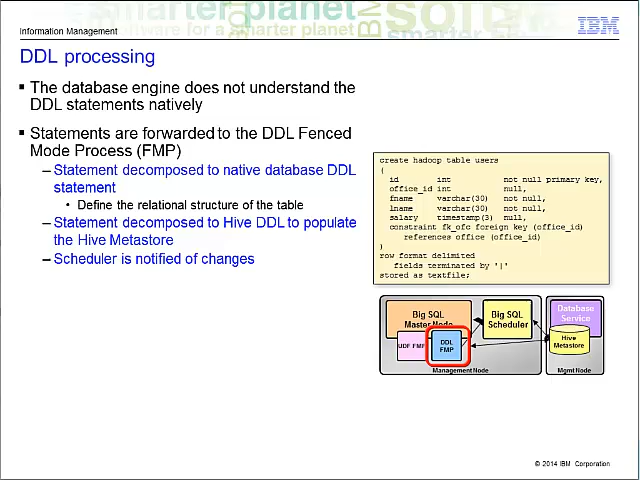 smarter planet
software for a smarter planet
Information Management
IBM
DDL processing
▪ The database engine does not understand the
DDL statements natively
▪ Statements are forwarded to the DDL Fenced
Mode Process (FMP)
– Statement decomposed to native database DDL
statement
• Define the relational structure of the table
– Statement decomposed to Hive DDL to populate
the Hive Metastore
– Scheduler is notified of changes
create hadoop table users
(
id int not null primary key,
office_id int null,
fname varchar(30) not null,
lname varchar(30) not null,
salary timestamp(3) null,
constraint fk_ofc foreign key (office_id)
references office (office_id)
)
row format delimited
fields terminated by '|'
stored as textfile;
Big SQL
Master Node
UDF FMP
DDL
FMP
Big SQL
Scheduler
Management Node
Database
Service
Hive
Metastore
Mgmt Node
© 2014 IBM Corporation